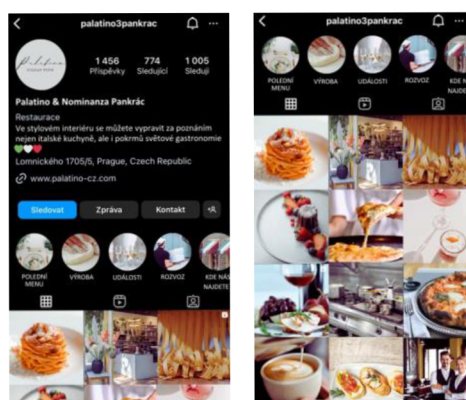 palatino3pankrac
Palatino
1 456 774 1 005
Příspěvky Sledující Sleduji
Palatino & Nominanza Pankrác
Restaurace
Ve stylovém interiéru se můžete vypravit za poznáním
nejen italské kuchyně, ale i pokrmů světové gastronomie
💚🤍❤️
Lomnického 1705/5, Prague, Czech Republic
www.palatino-cz.com
Sledovat Zpráva Kontakt
POLEDNÍ MENU
VÝROBA
UDÁLOSTI
ROZVOZ
KDE NÁS
NAJDETE
palatino3pankrac
POLEDNÍ
MENU
VÝROBA
UDÁLOSTI
ROZVOZ
KDE N
NAJDE